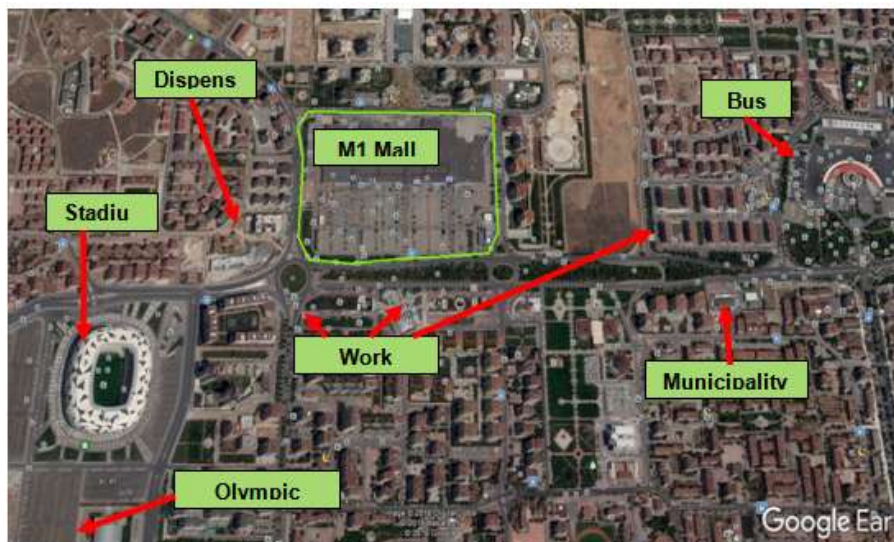 Dispens
Bus
M1 Mall
Stadiu
Work
Municipality
Olympic
Google Ear